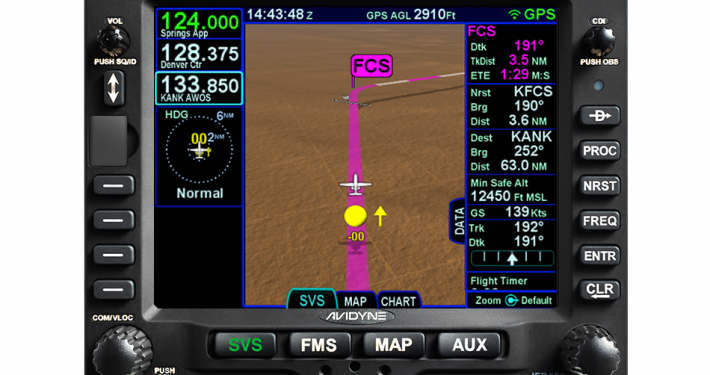 VOL
PUSH SQ/ID
124.000
Springs App
128.375
Denver Ctr
133.850
KANK AWOS
HDG
6NM
.00
2NM
Normal
14:43:48 Z
GPS AGL 2910Ft
GPS
FCS
-00
DATA
SVS
MAP
CHART
FCS
Dtk 191°
TkDist 3.5 NM
ETE 1:29 M:S
Nrst KFCS
Brg 190°
Dist 3.6 NM
Dest KANK
Brg 252°
Dist 63.0 NM
Min Safe Alt
12450 Ft MSL
GS 139 Kts
Trk 192°
Dtk 191°
Flight Timer
Zoom Default
CDI
PUSH OBS
D
PROC
NRST
FREQ
ENTR
CLR
AVIDYNE
COM/VLOC
PUSH
SVS
FMS
MAP
AUX